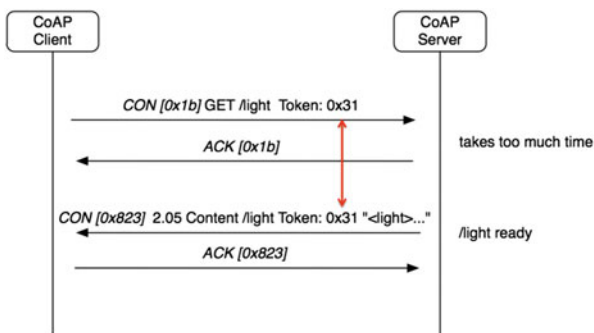 CoAP
Client
CoAP
Server
CON [0x1b] GET /light Token: 0x31
ACK [0x1b]
takes too much time
CON [0x823] 2.05 Content /light Token: 0x31 "<light>..."
/light ready
ACK [0x823]